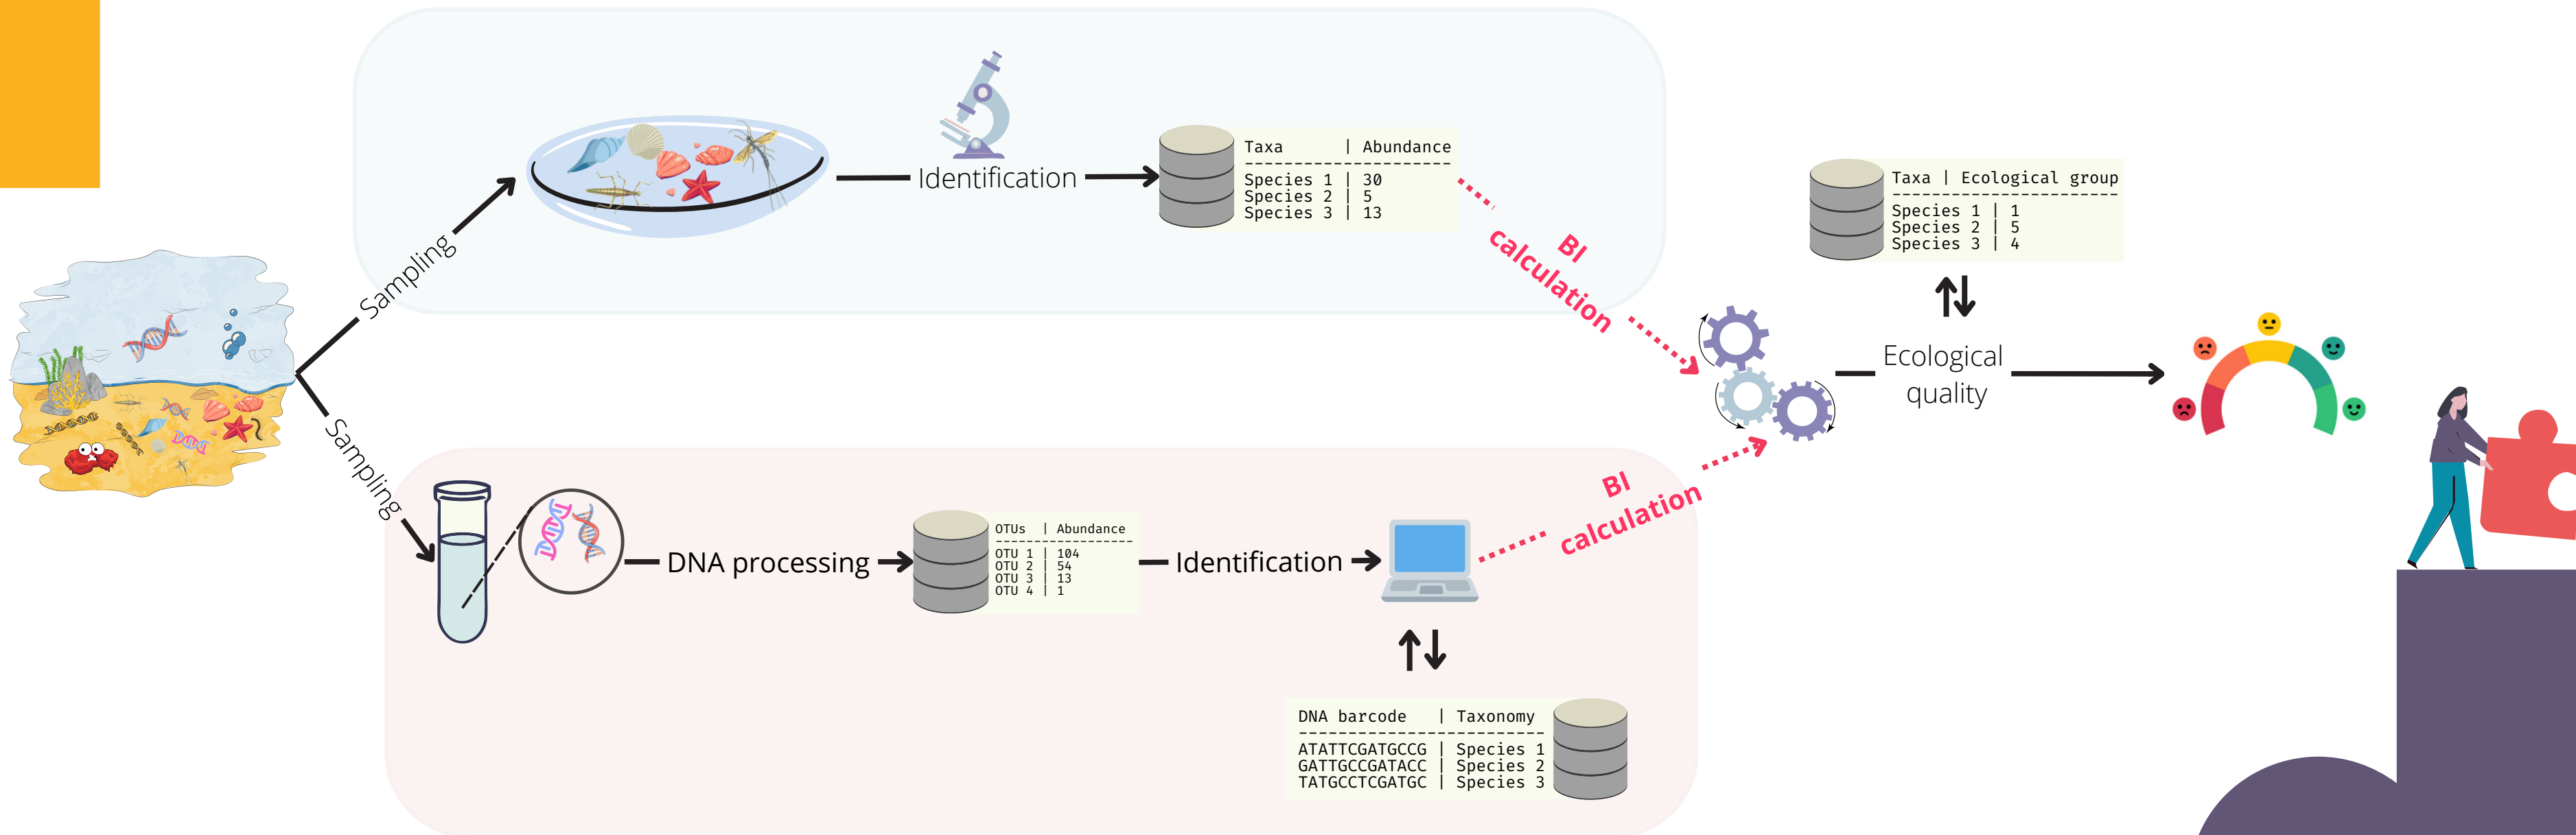 Sampling
Identification
Taxa | Abundance
---------------------
Species 1 | 30
Species 2 | 5
Species 3 | 13
BI
calculation
Taxa | Ecological group
-----------------------
Species 1 | 1
Species 2 | 5
Species 3 | 4
Ecological
quality
Sampling
DNA processing
OTUs | Abundance
----------------------
OTU 1 | 104
OTU 2 | 54
OTU 3 | 13
OTU 4 | 1
Identification
BI
calculation
DNA barcode | Taxonomy
-------------------------
ATATTCGATGCCG | Species 1
GATTGCCGATACC | Species 2
TATGCCTCGATGC | Species 3